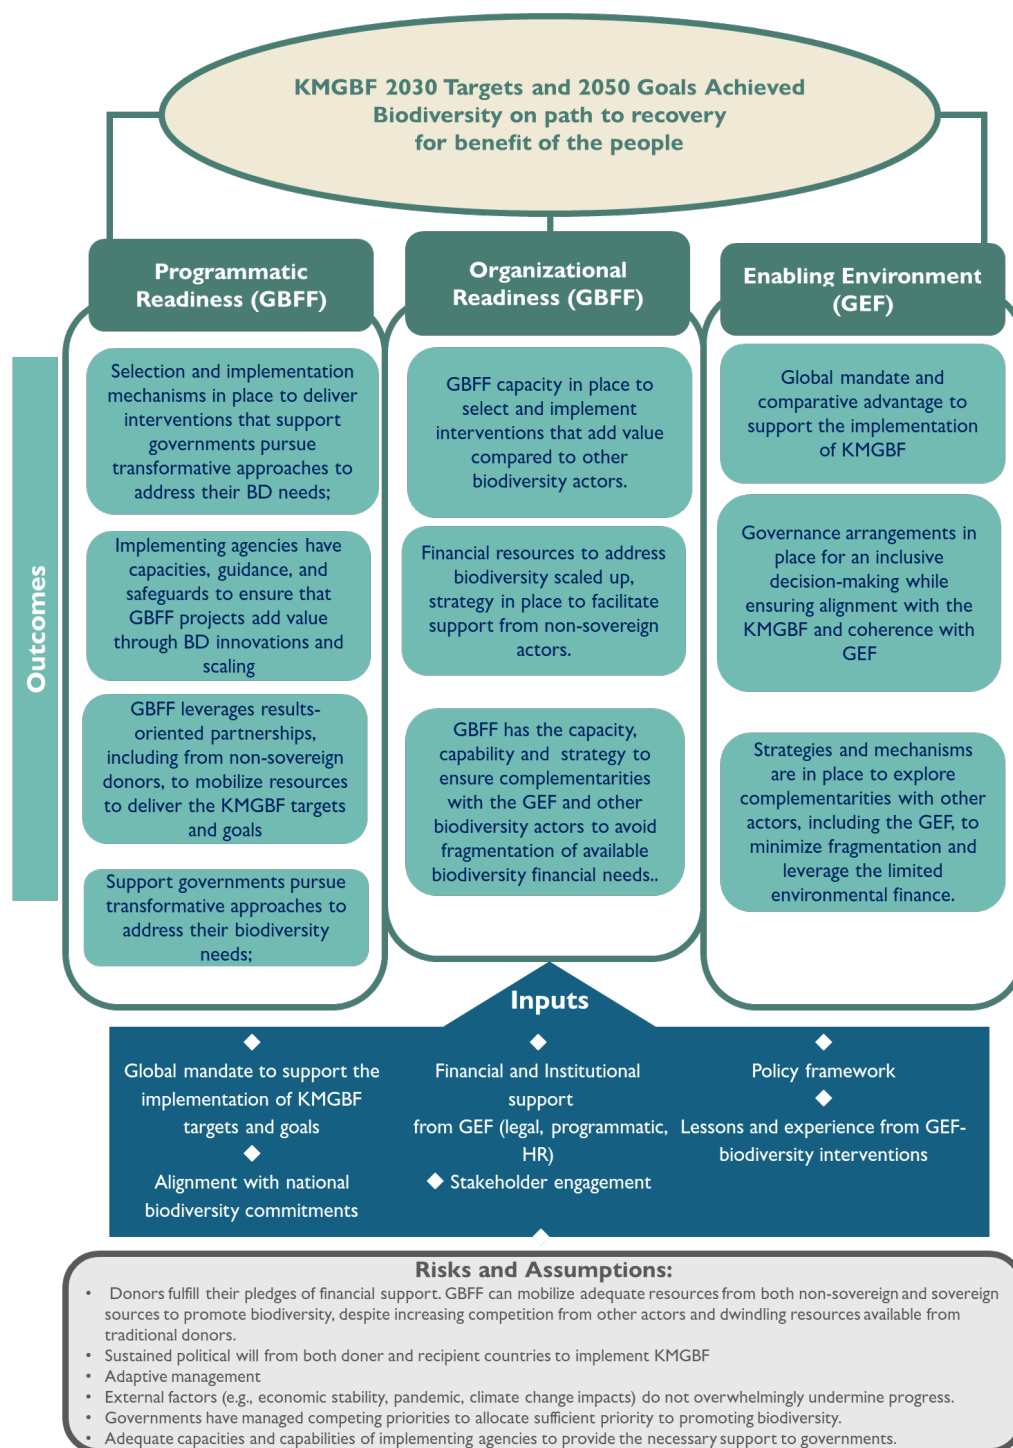 KMGBF 2030 Targets and 2050 Goals Achieved
Biodiversity on path to recovery
for benefit of the people
Programmatic
Readiness (GBFF)
Organizational
Readiness (GBFF)
Enabling Environment
(GEF)
Outcomes
Selection and implementation
mechanisms in place to deliver
interventions that support
governments pursue
transformative approaches to
address their BD needs;
Implementing agencies have
capacities, guidance, and
safeguards to ensure that
GBFF projects add value
through BD innovations and
scaling
GBFF leverages results-
oriented partnerships,
including from non-sovereign
donors, to mobilize resources
to deliver the KMGBF targets
and goals
Support governments pursue
transformative approaches to
address their biodiversity
needs;
GBFF capacity in place to
select and implement
interventions that add value
compared to other
biodiversity actors.
Financial resources to address
biodiversity scaled up,
strategy in place to facilitate
support from non-sovereign
actors.
GBFF has the capacity,
capability and strategy to
ensure complementarities
with the GEF and other
biodiversity actors to avoid
fragmentation of available
biodiversity financial needs..
Global mandate and
comparative advantage to
support the implementation
of KMGBF
Governance arrangements in
place for an inclusive
decision-making while
ensuring alignment with the
KMGBF and coherence with
GEF
Strategies and mechanisms
are in place to explore
complementarities with other
actors, including the GEF, to
minimize fragmentation and
leverage the limited
environmental finance.
Inputs
◆
Global mandate to support the
implementation of KMGBF
targets and goals
◆
Alignment with national
biodiversity commitments
◆
Financial and Institutional
support
from GEF (legal, programmatic,
HR)
◆ Stakeholder engagement
◆
Policy framework
◆
Lessons and experience from GEF-
biodiversity interventions
Risks and Assumptions:
• Donors fulfill their pledges of financial support. GBFF can mobilize adequate resources from both non-sovereign and sovereign
sources to promote biodiversity, despite increasing competition from other actors and dwindling resources available from
traditional donors.
• Sustained political will from both doner and recipient countries to implement KMGBF
• Adaptive management
• External factors (e.g., economic stability, pandemic, climate change impacts) do not overwhelmingly undermine progress.
• Governments have managed competing priorities to allocate sufficient priority to promoting biodiversity.
• Adequate capacities and capabilities of implementing agencies to provide the necessary support to governments.